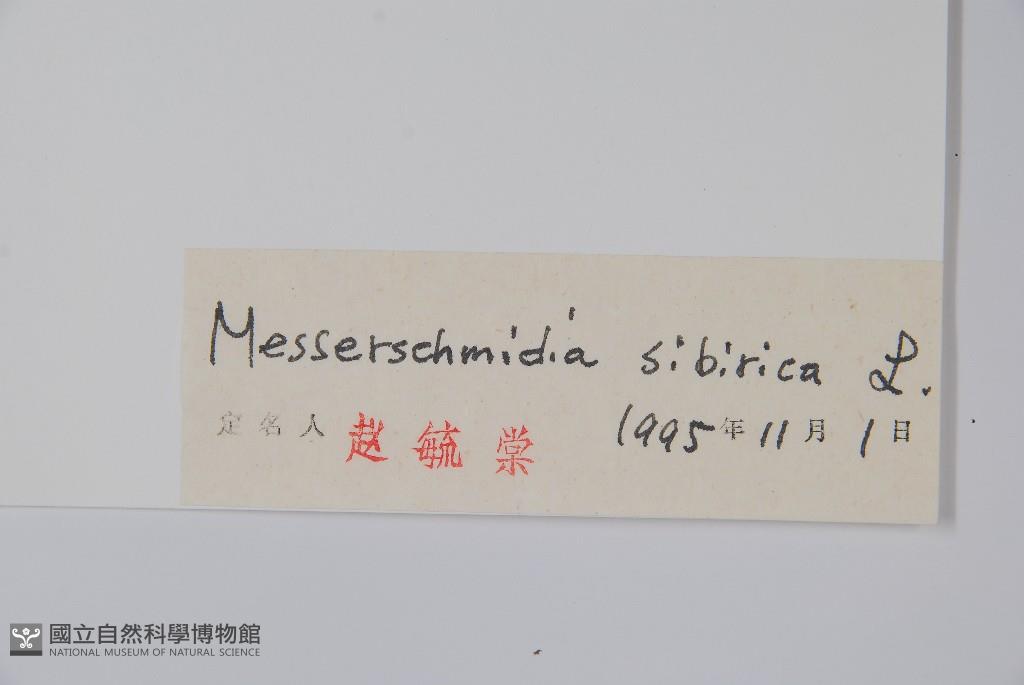 Messerschmidia sibirica L.
定名人 赵毓棠 1995年11月1日
國立自然科學博物館
NATIONAL MUSEUM OF NATURAL SCIENCE